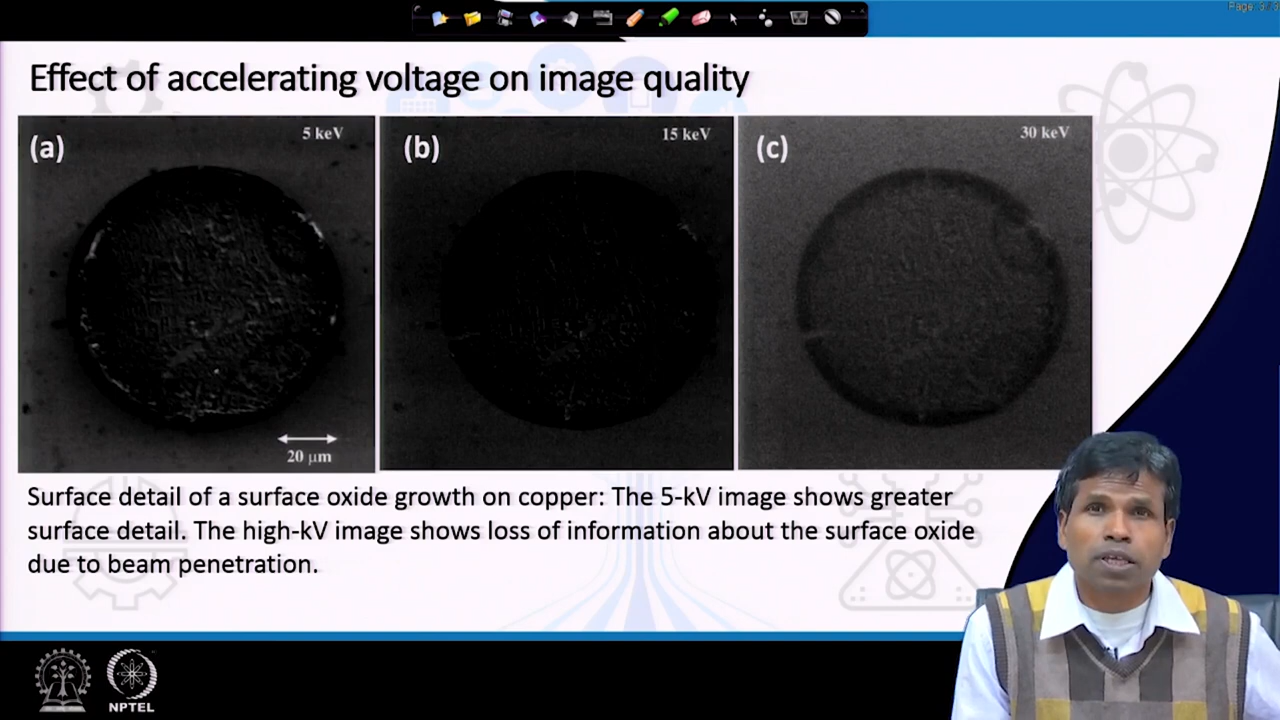 Effect of accelerating voltage on image quality
(a)
5 keV
20 μm
(b)
15 keV
(c)
30 keV
Surface detail of a surface oxide growth on copper: The 5-kV image shows greater
surface detail. The high-kV image shows loss of information about the surface oxide
due to beam penetration.
NPTEL